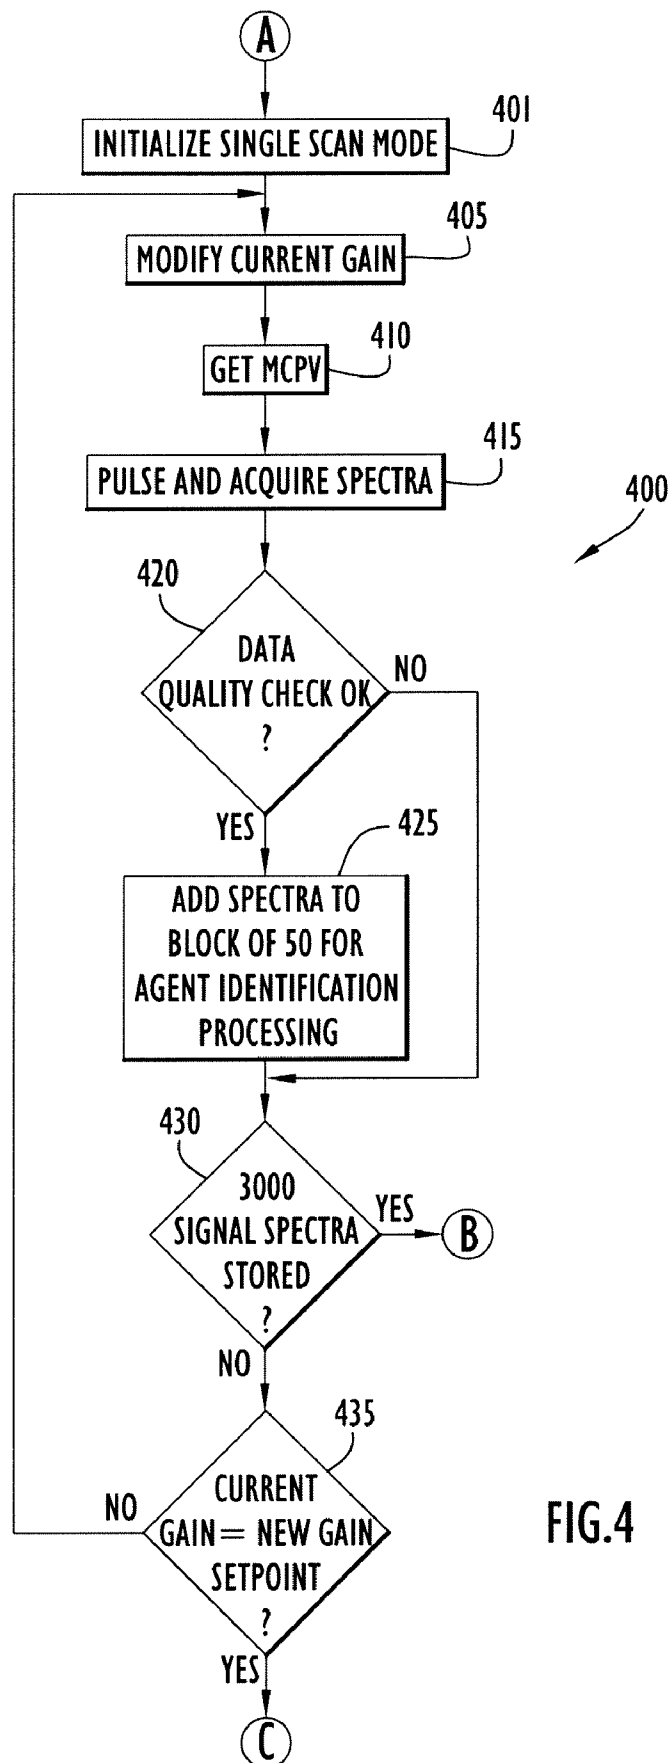 A
INITIALIZE SINGLE SCAN MODE
401
MODIFY CURRENT GAIN
405
GET MCPV
410
PULSE AND ACQUIRE SPECTRA
415
400
420
DATA
QUALITY CHECK OK
?
NO
YES
425
ADD SPECTRA TO
BLOCK OF 50 FOR
AGENT IDENTIFICATION
PROCESSING
430
3000
SIGNAL SPECTRA
STORED
?
YES
B
NO
435
CURRENT
GAIN = NEW GAIN
SETPOINT
?
NO
YES
C
FIG.4